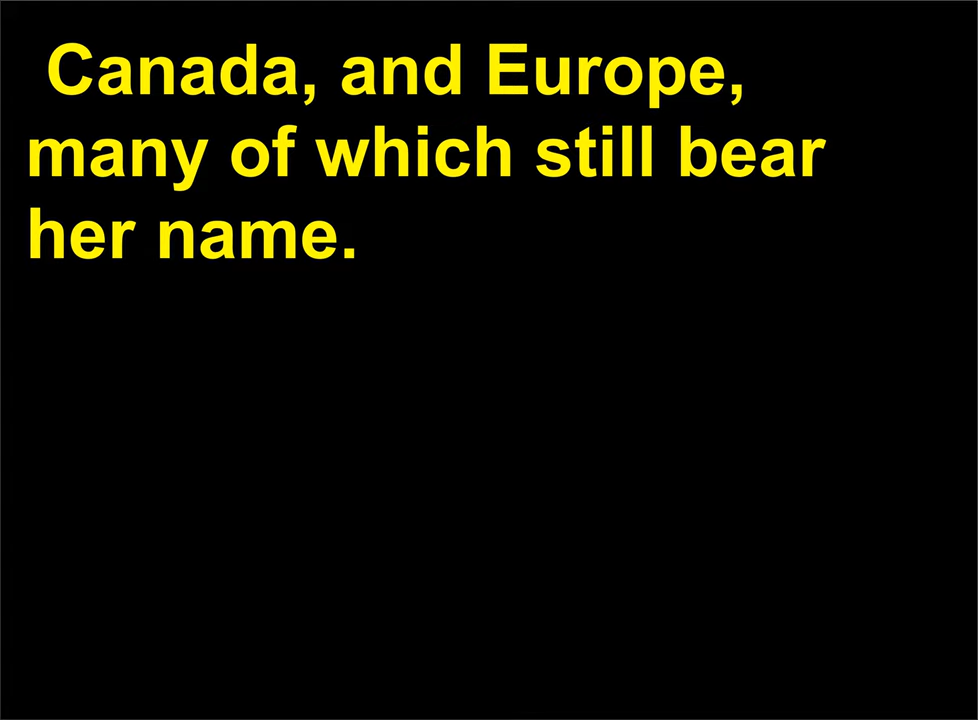 Canada, and Europe,
many of which still bear
her name.